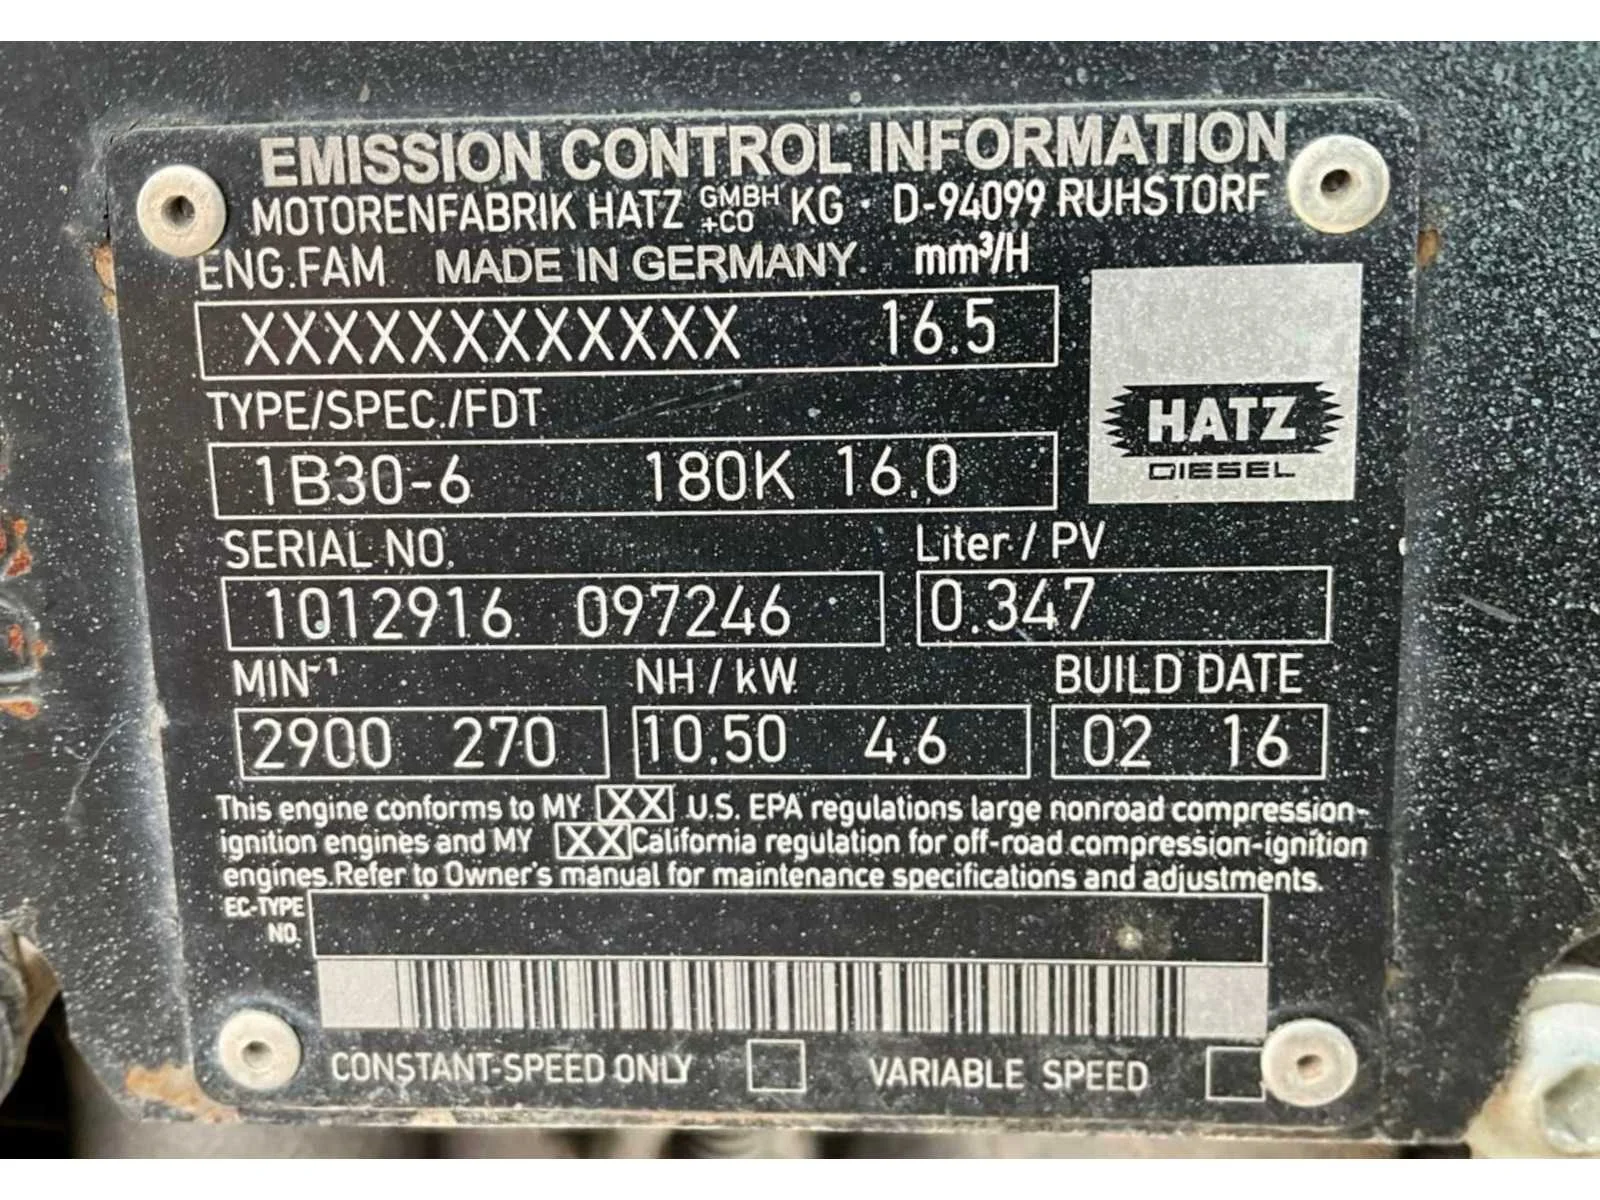 EMISSION CONTROL INFORMATION
MOTORENFABRIK HATZ GMBH +CO KG · D-94099 RUHSTORF
ENG.FAM MADE IN GERMANY mm³/H
XXXXXXXXXXXX 16.5
TYPE/SPEC./FDT
HATZ
DIESEL
1B30-6 180K 16.0
SERIAL NO. Liter / PV
1012916 097246 0.347
MIN⁻¹ NH / kW BUILD DATE
2900 270 10.50 4.6 02 16
This engine conforms to MY XX U.S. EPA regulations large nonroad compression-
ignition engines and MY XX California regulation for off-road compression-ignition
engines. Refer to Owner's manual for maintenance specifications and adjustments.
EC-TYPE
NO.
CONSTANT-SPEED ONLY VARIABLE SPEED